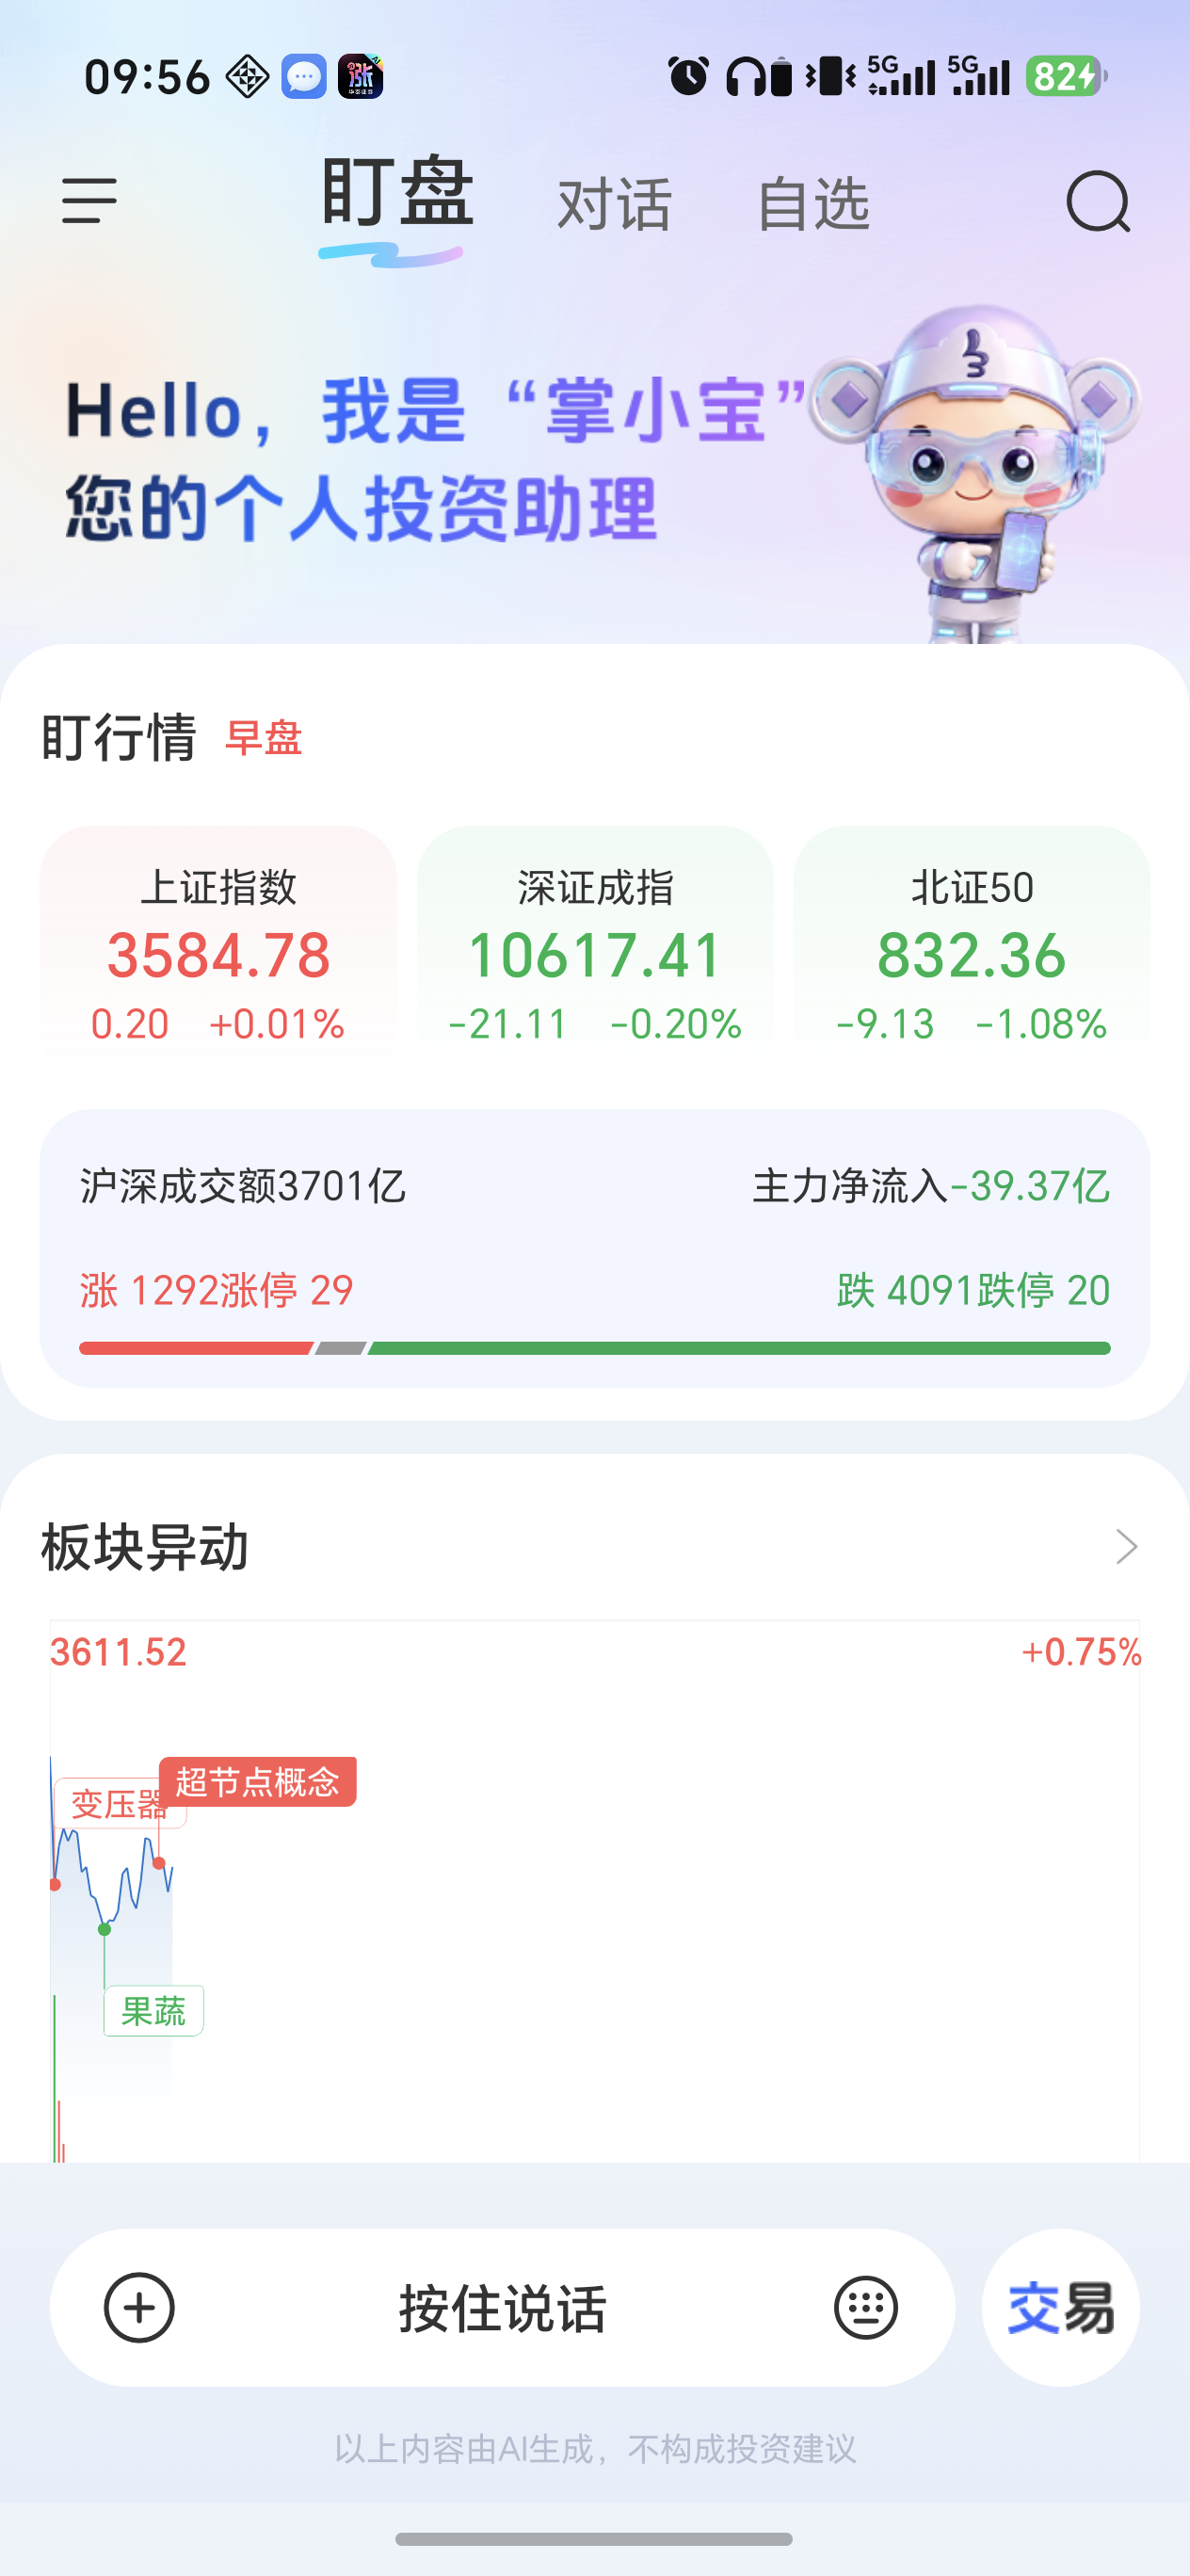 09:56
5G 5G 82
盯盘 对话 自选
Hello，我是“掌小宝”
您的个人投资助理
盯行情 早盘
上证指数 深证成指 北证50
3584.78 10617.41 832.36
0.20 +0.01% -21.11 -0.20% -9.13 -1.08%
沪深成交额3701亿 主力净流入-39.37亿
涨 1292涨停 29 跌 4091跌停 20
板块异动
3611.52 +0.75%
超节点概念
变压器
果蔬
按住说话 交易
以上内容由AI生成，不构成投资建议